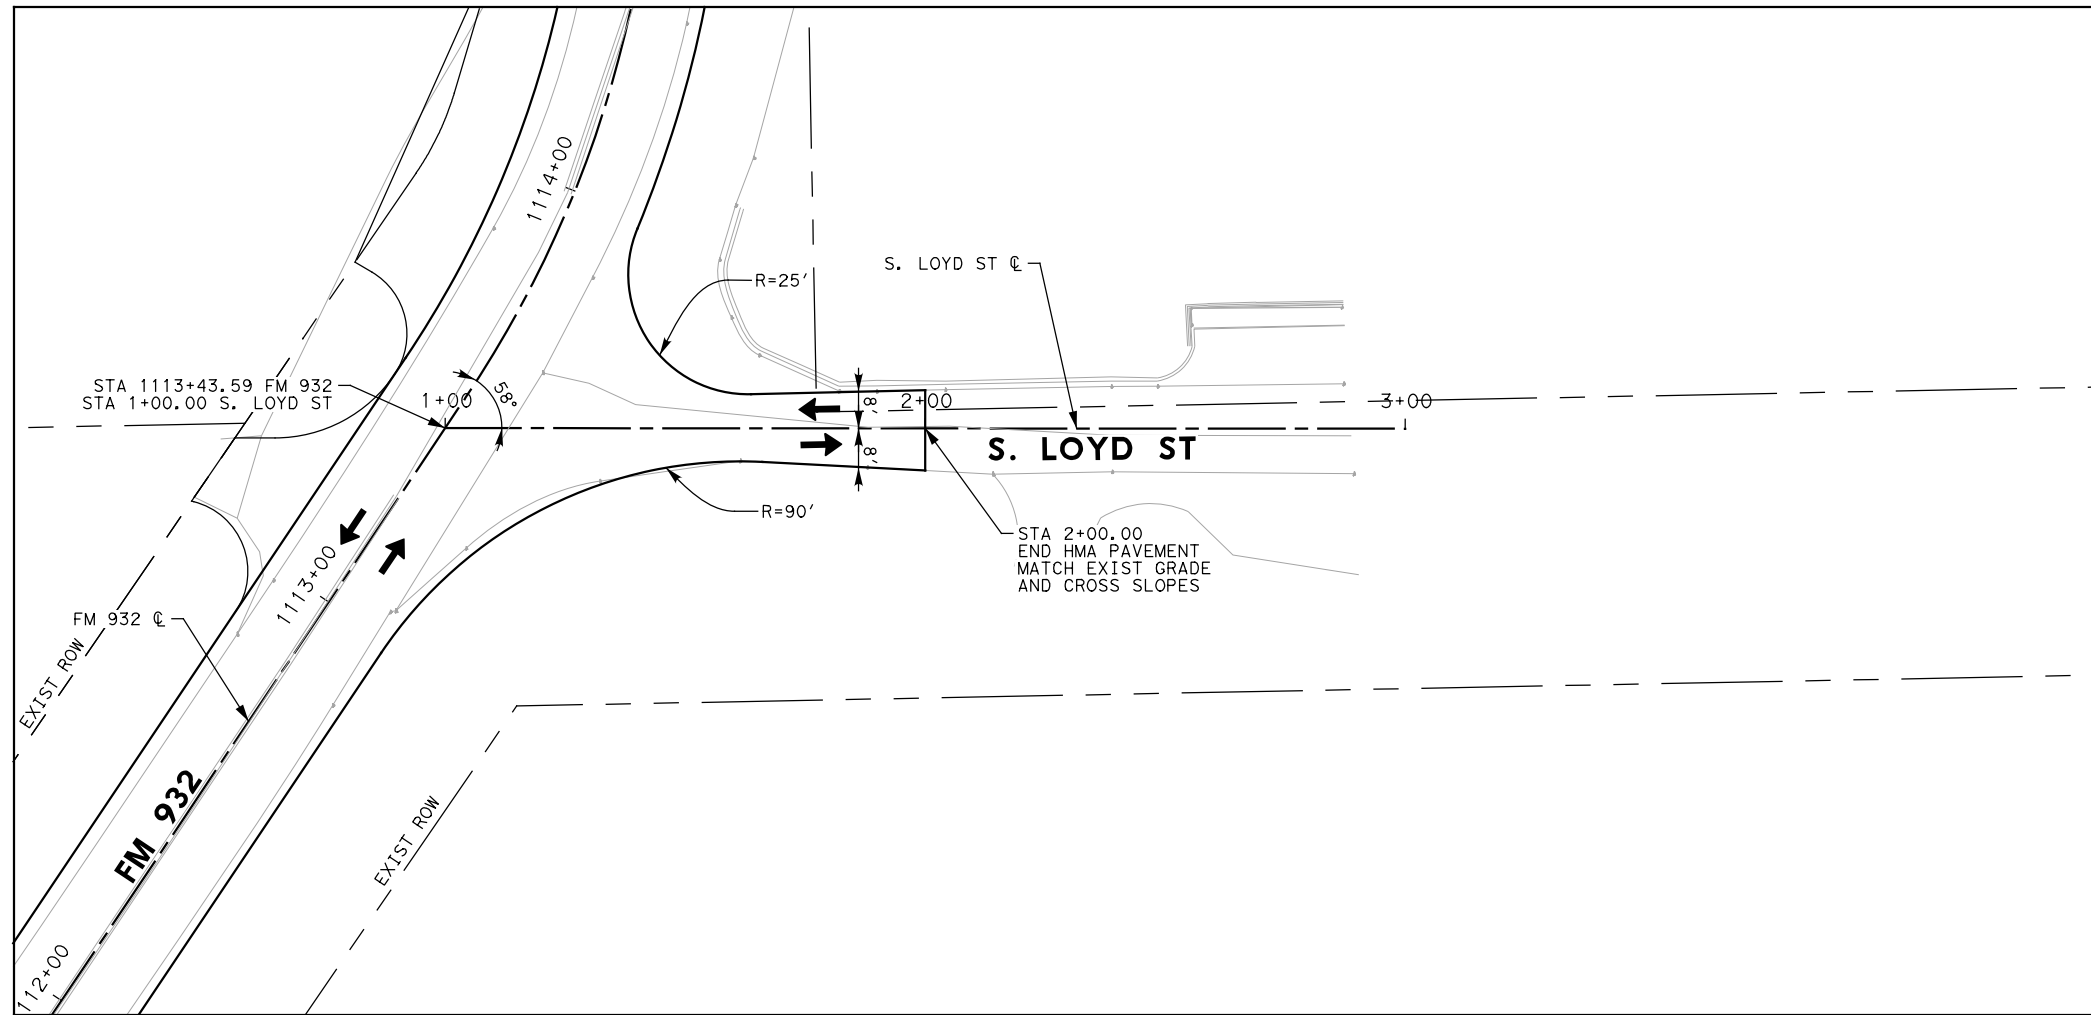 1114+00
R=25'
S. LOYD ST ℄
STA 1113+43.59 FM 932
STA 1+00.00 S. LOYD ST
1+00
58°
8'
2+00
3+00
8'
S. LOYD ST
R=90'
STA 2+00.00
END HMA PAVEMENT
MATCH EXIST GRADE
AND CROSS SLOPES
1113+00
FM 932 ℄
EXIST ROW
FM 932
EXIST ROW
112+00